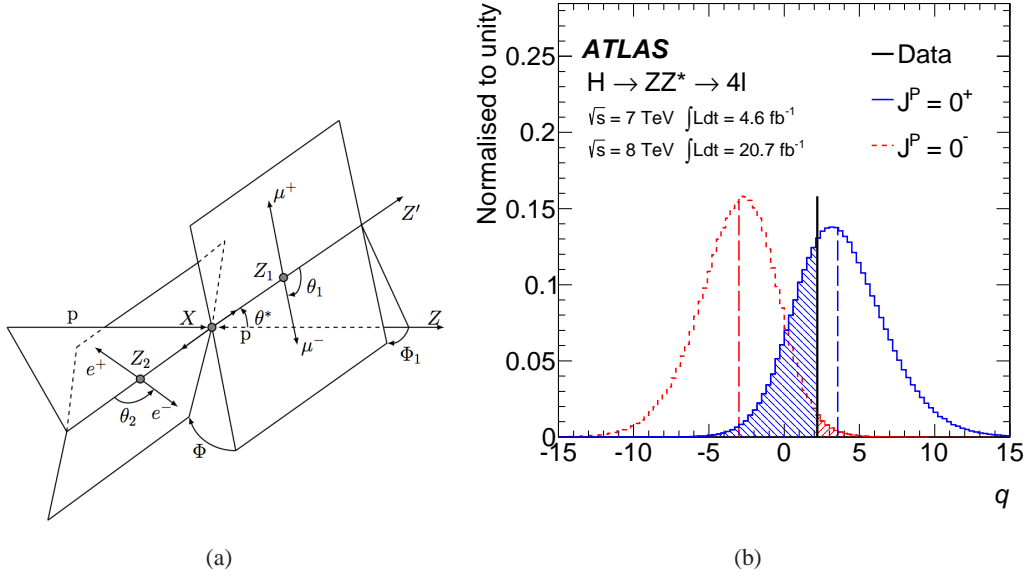 μ⁺
Z′
Z₁
θ₁
p
X
θ*
p
Z
μ⁻
Φ₁
e⁺
Z₂
θ₂
e⁻
Φ
(a)
Normalised to unity
0.25
0.2
0.15
0.1
0.05
0
ATLAS
H → ZZ* → 4l
√s = 7 TeV ∫Ldt = 4.6 fb⁻¹
√s = 8 TeV ∫Ldt = 20.7 fb⁻¹
Data
Jᴾ = 0⁺
Jᴾ = 0⁻
-15 -10 -5 0 5 10 15
q
(b)